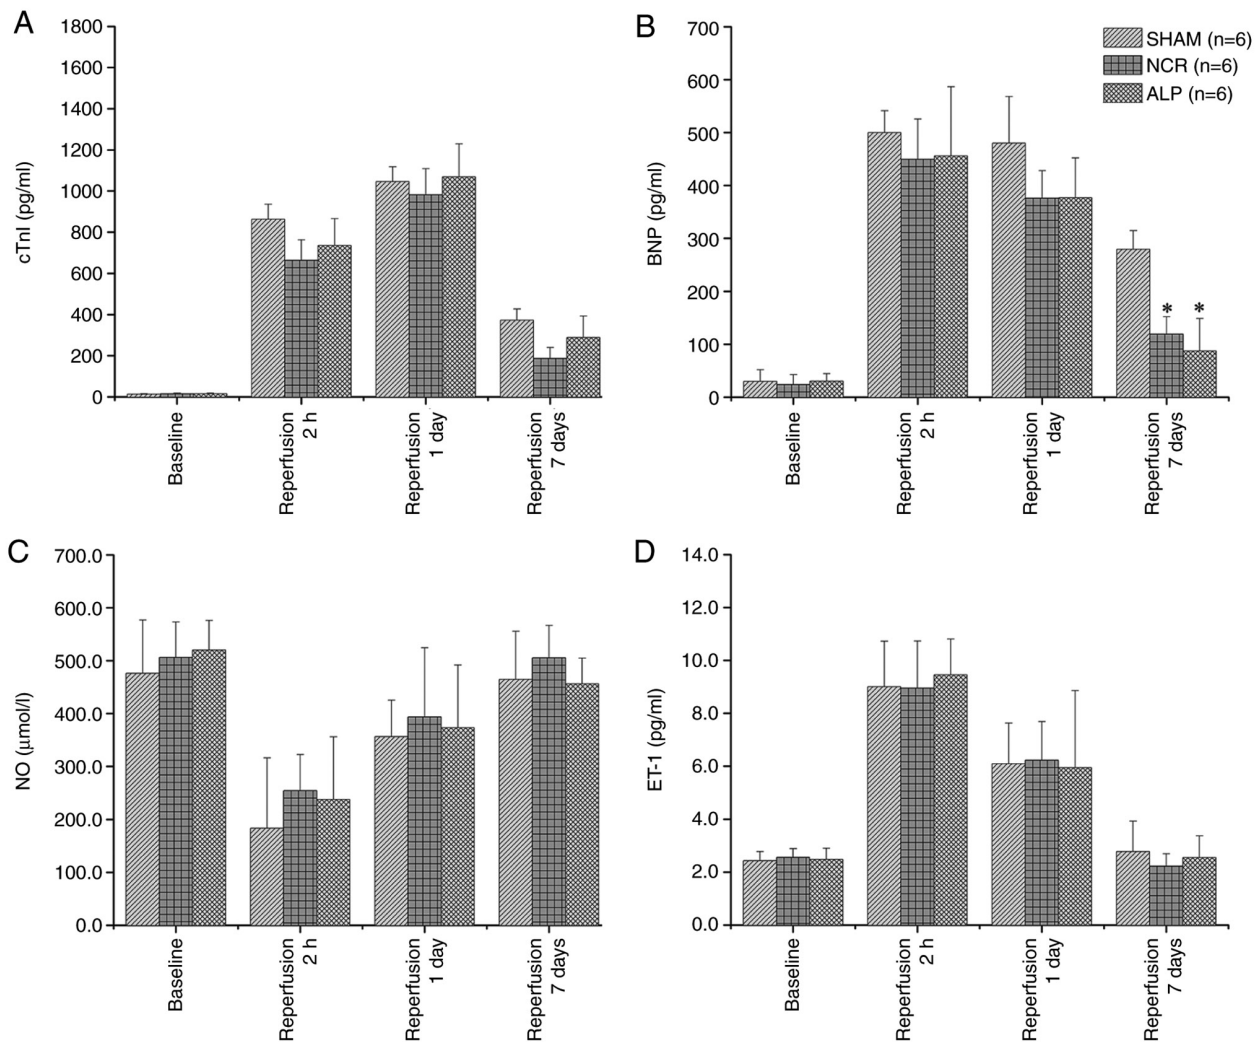 A
1800
1600
1400
1200
1000
800
600
400
200
0
cTnI (pg/ml)
Baseline
Reperfusion
2 h
Reperfusion
1 day
Reperfusion
7 days
B
700
600
500
400
300
200
100
0
BNP (pg/ml)
SHAM (n=6)
NCR (n=6)
ALP (n=6)
*
*
Baseline
Reperfusion
2 h
Reperfusion
1 day
Reperfusion
7 days
C
700.0
600.0
500.0
400.0
300.0
200.0
100.0
0.0
NO (μmol/l)
Baseline
Reperfusion
2 h
Reperfusion
1 day
Reperfusion
7 days
D
14.0
12.0
10.0
8.0
6.0
4.0
2.0
0.0
ET-1 (pg/ml)
Baseline
Reperfusion
2 h
Reperfusion
1 day
Reperfusion
7 days